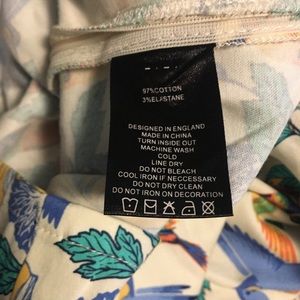 97%COTTON
3%ELASTANE
DESIGNED IN ENGLAND
MADE IN CHINA
TURN INSIDE OUT
MACHINE WASH
COLD
LINE DRY
DO NOT BLEACH
COOL IRON IF NECCESSARY
DO NOT DRY CLEAN
DO NOT IRON ON DECORATION